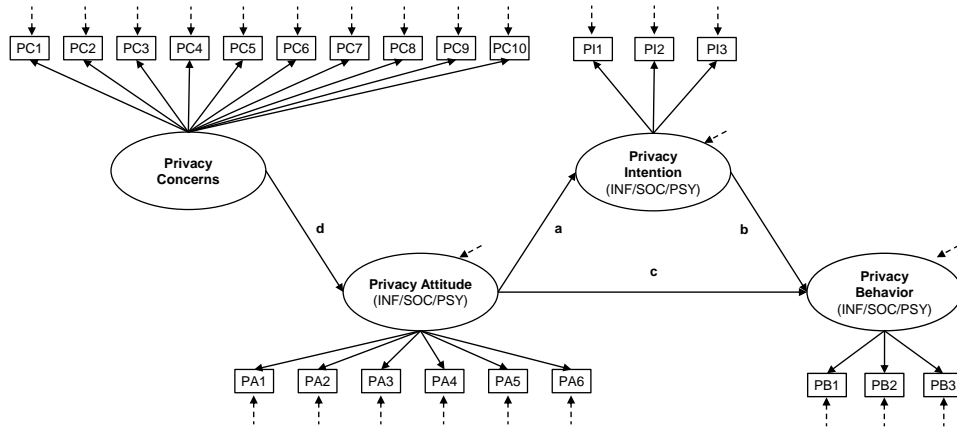 PC1 PC2 PC3 PC4 PC5 PC6 PC7 PC8 PC9 PC10
PI1 PI2 PI3
Privacy
Concerns
Privacy
Intention
(INF/SOC/PSY)
d
a
b
c
Privacy Attitude
(INF/SOC/PSY)
Privacy
Behavior
(INF/SOC/PSY)
PA1 PA2 PA3 PA4 PA5 PA6
PB1 PB2 PB3